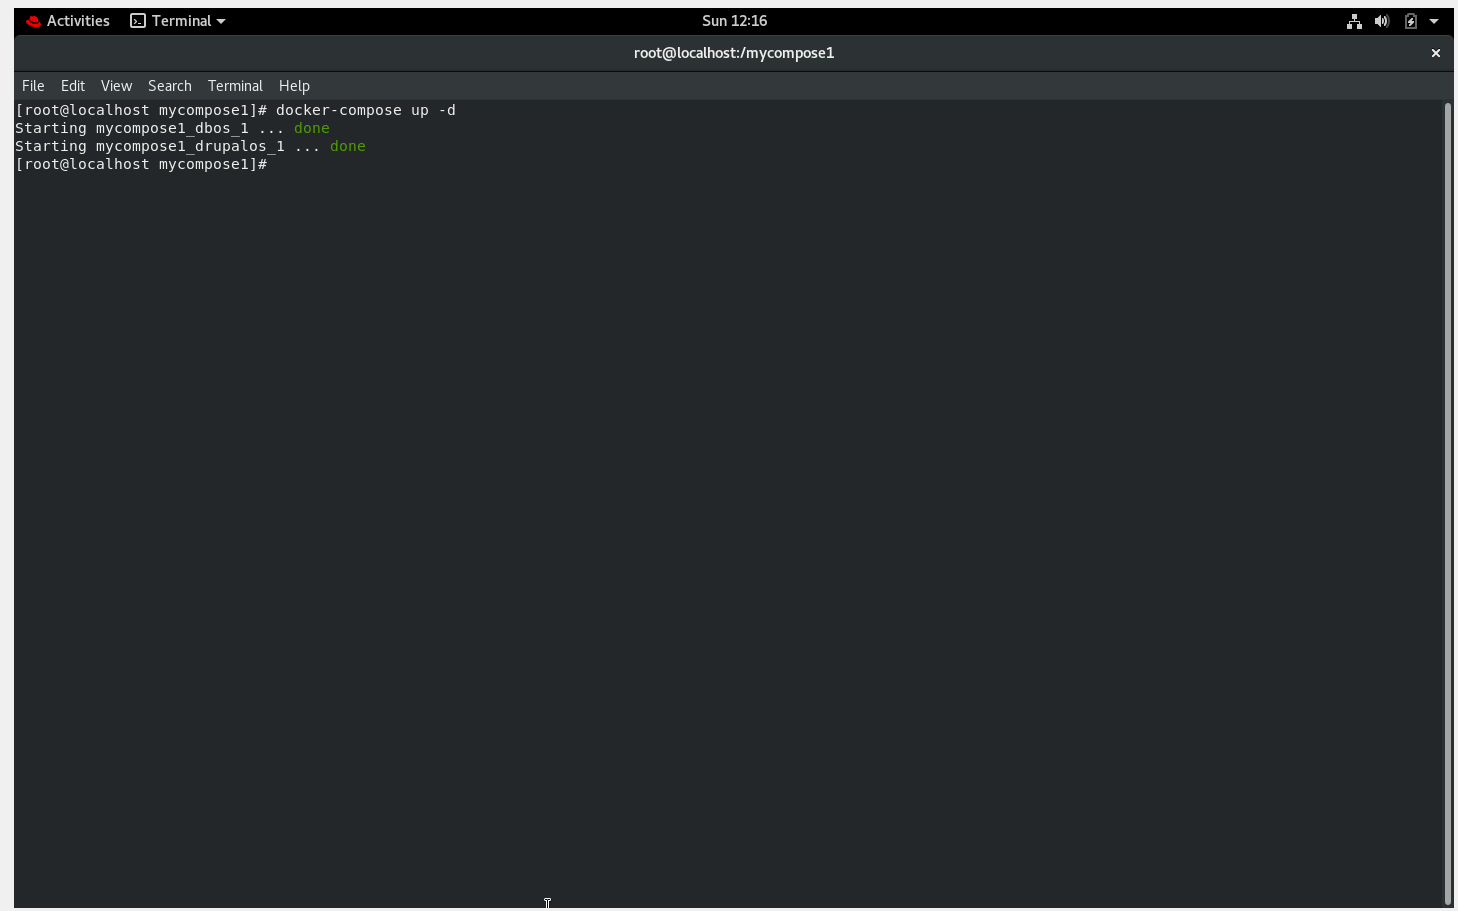 Activities Terminal Sun 12:16
root@localhost:/mycompose1
File Edit View Search Terminal Help
[root@localhost mycompose1]# docker-compose up -d
Starting mycompose1_dbos_1 ... done
Starting mycompose1_drupalos_1 ... done
[root@localhost mycompose1]#